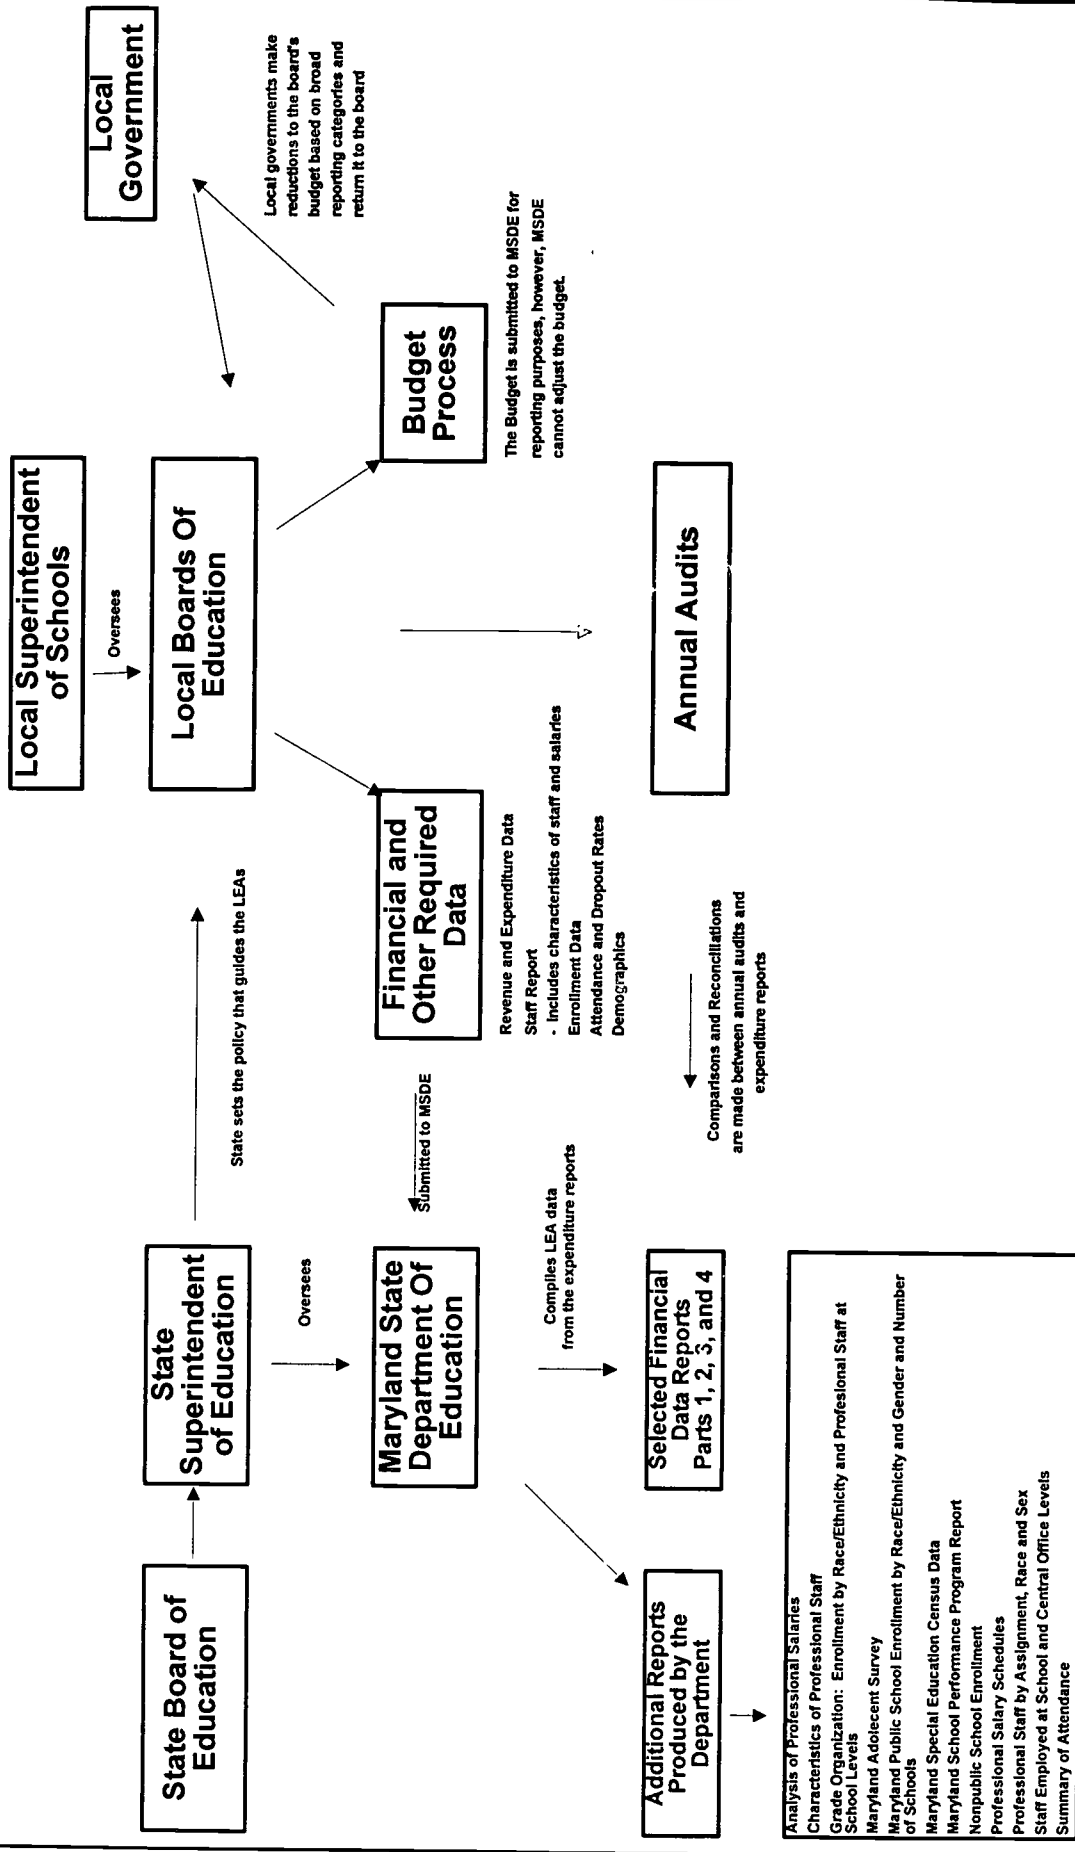 Local Superintendent
of Schools
Oversees
State Board of
Education
State
Superintendent
of Education
State sets the policy that guides the LEAs
Local Boards Of
Education
Local
Government
Local governments make
reductions to the board's
budget based on broad
reporting categories and
return it to the board
Oversees
Maryland State
Department Of
Education
Submitted to MSDE
Financial and
Other Required
Data
Revenue and Expenditure Data
Staff Report
- Includes characteristics of staff and salaries
Enrollment Data
Attendance and Dropout Rates
Demographics
Budget
Process
The Budget is submitted to MSDE for
reporting purposes, however, MSDE
cannot adjust the budget.
Compiles LEA data
from the expenditure reports
Additional Reports
Produced by the
Department
Selected Financial
Data Reports
Parts 1, 2, 3, and 4
Comparisons and Reconciliations
are made between annual audits and
expenditure reports
Annual Audits
Analysis of Professional Salaries
Characteristics of Professional Staff
Grade Organization: Enrollment by Race/Ethnicity and Profesional Staff at
School Levels
Maryland Adolecent Survey
Maryland Public School Enrollment by Race/Ethnicity and Gender and Number
of Schools
Maryland Special Education Census Data
Maryland School Performance Program Report
Nonpublic School Enrollment
Professional Salary Schedules
Professional Staff by Assignment, Race and Sex
Staff Employed at School and Central Office Levels
Summary of Attendance